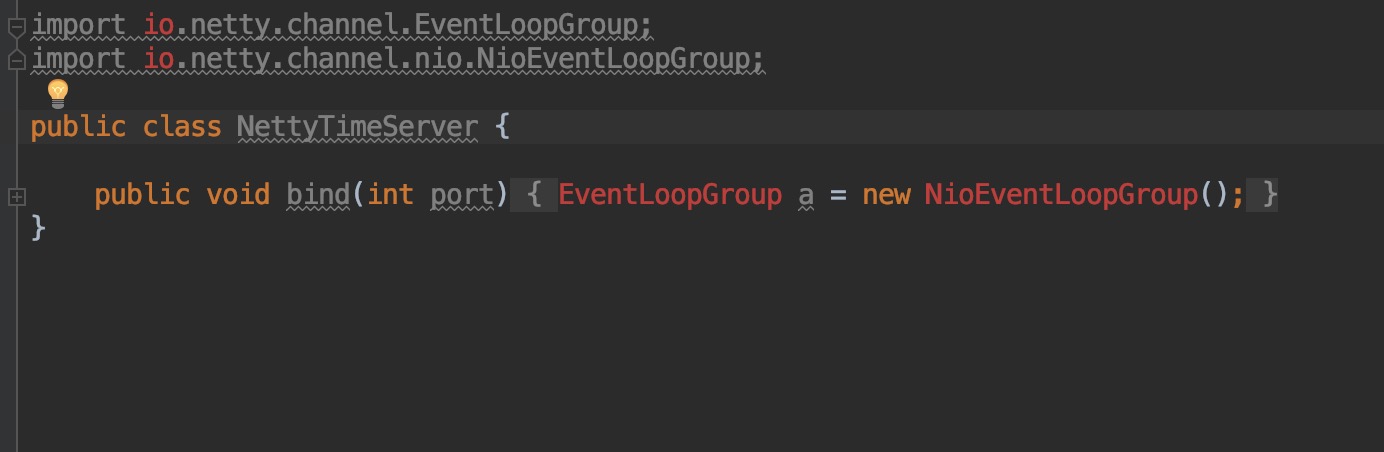 import io.netty.channel.EventLoopGroup;
import io.netty.channel.nio.NioEventLoopGroup;
public class NettyTimeServer {
public void bind(int port) { EventLoopGroup a = new NioEventLoopGroup(); }
}